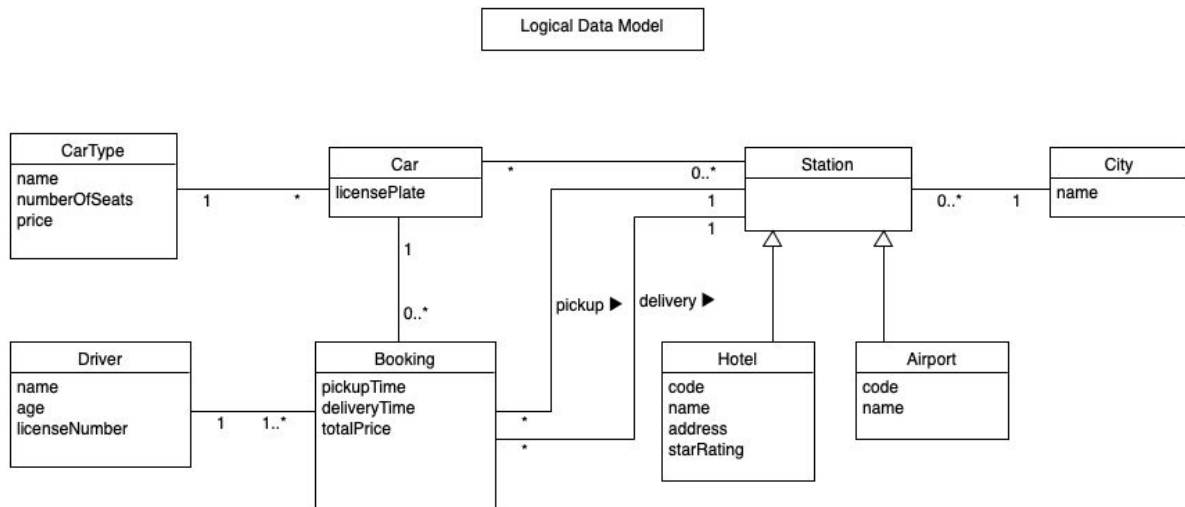 Logical Data Model
CarType
name
numberOfSeats
price
1
*
Car
licensePlate
*
0..*
Station
0..*
1
City
name
1
1
1
0..*
pickup ▶
delivery ▶
Driver
name
age
licenseNumber
1
1..*
Booking
pickupTime
deliveryTime
totalPrice
*
*
Hotel
code
name
address
starRating
Airport
code
name